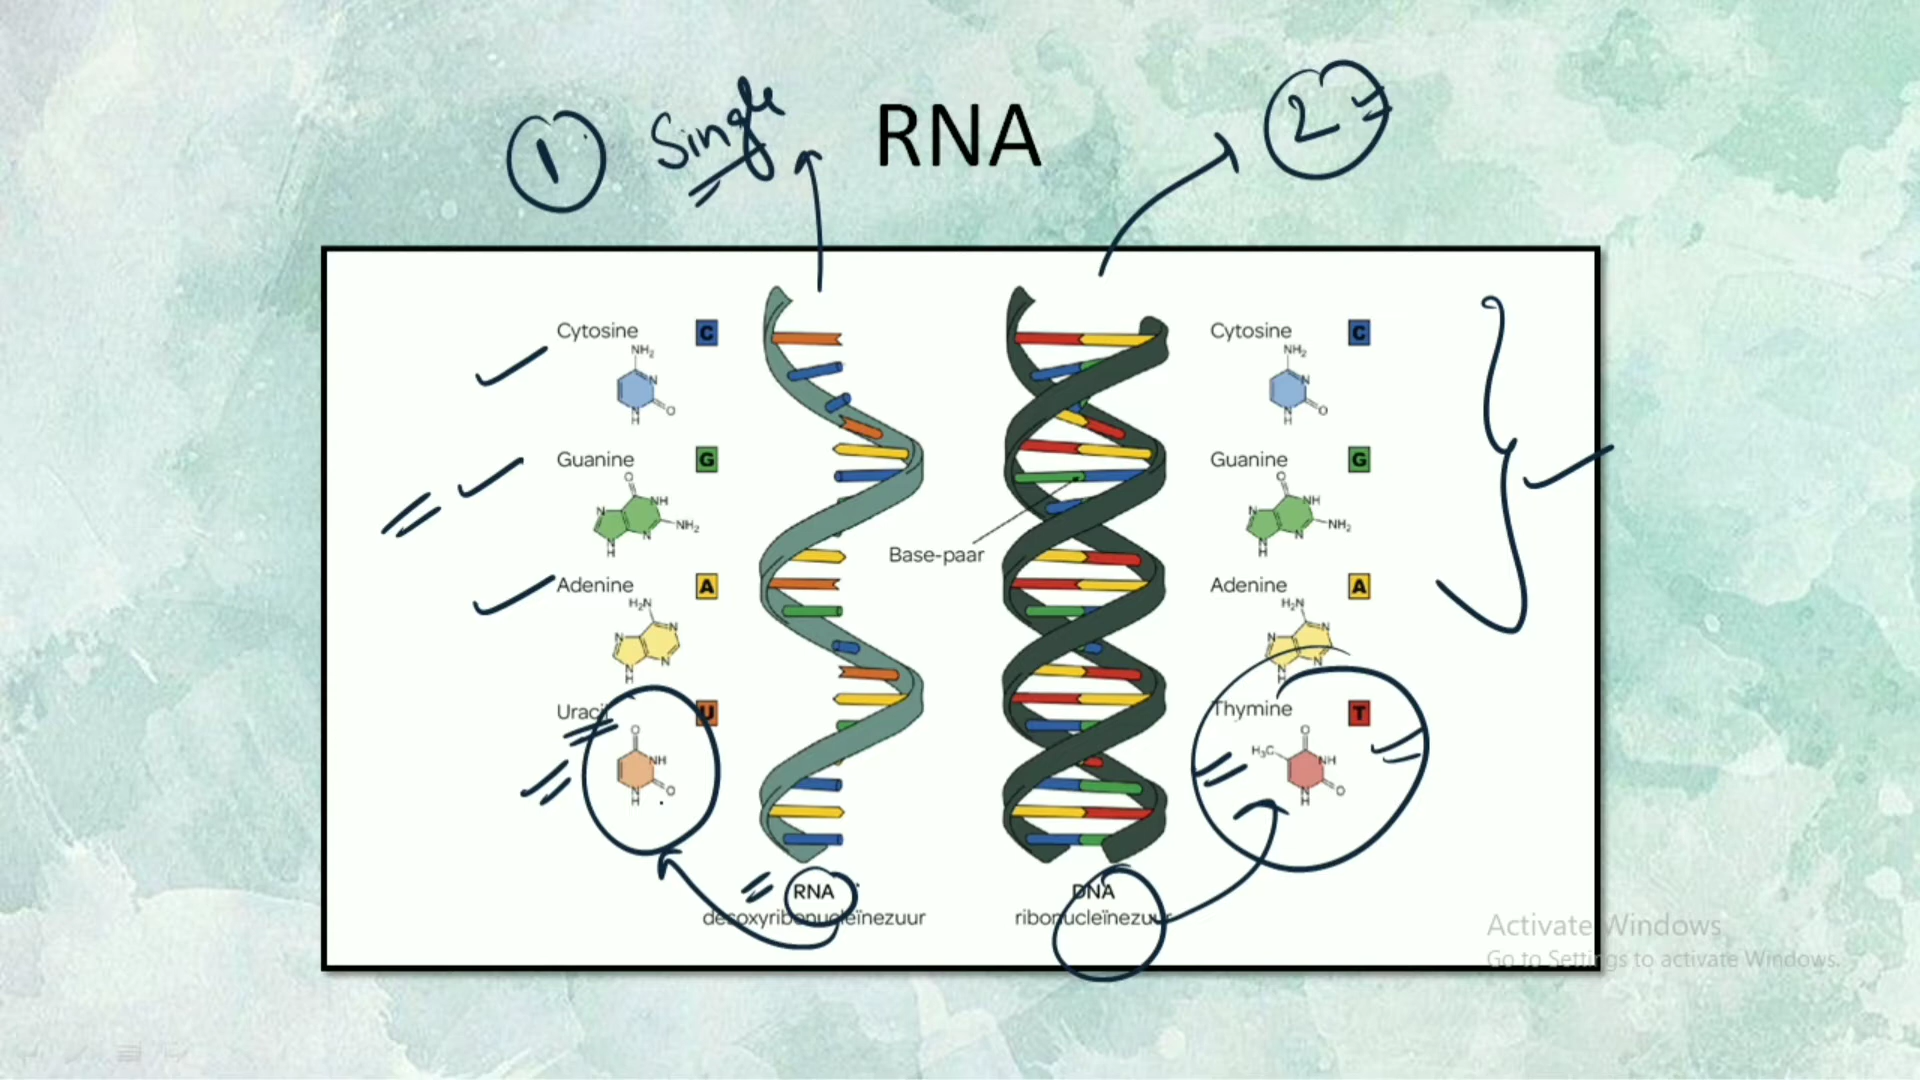 1 Single RNA 2
Cytosine C
NH₂
N
N
H
O
Guanine G
O
N
NH
N
H
N
NH₂
Adenine A
H₂N
N
N
N
H
N
Uracil U
O
NH
N
H
O
Base-paar
Cytosine C
NH₂
N
N
H
O
Guanine G
O
N
NH
N
H
N
NH₂
Adenine A
H₂N
N
N
N
H
N
Thymine T
O
H₃C
NH
N
H
O
RNA
desoxyribonucleïnezuur
DNA
ribonucleïnezuur
Activate Windows
Go to Settings to activate Windows.